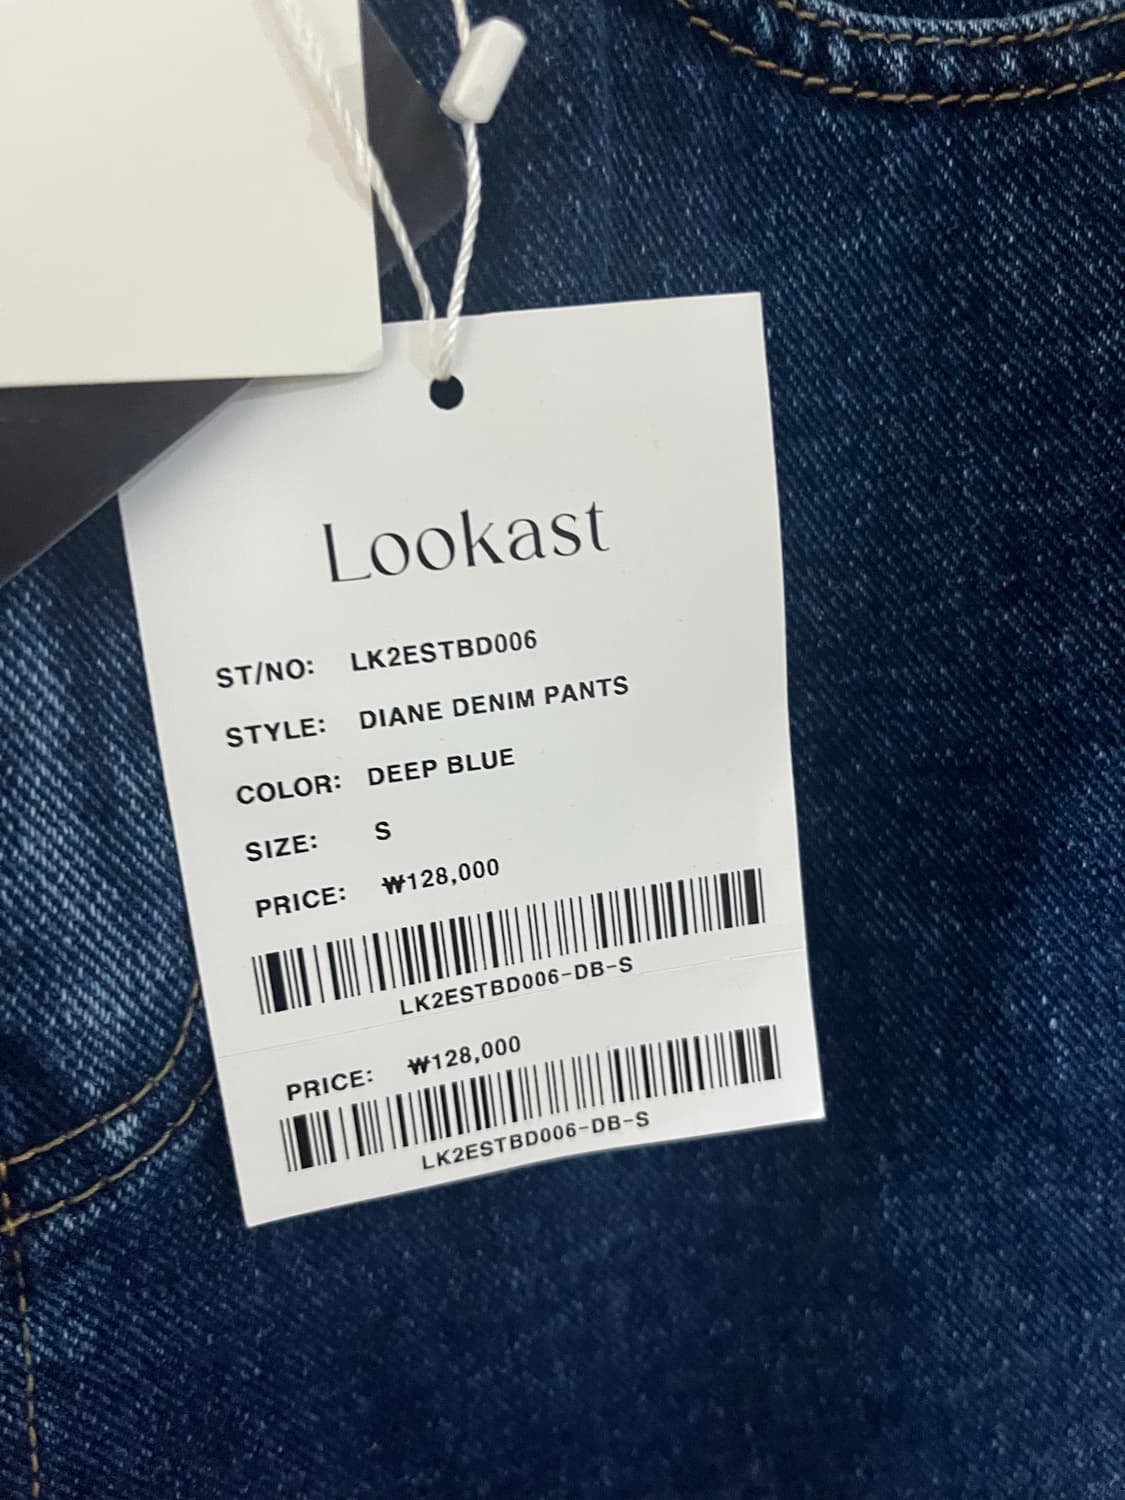 Lookast
ST/NO: LK2ESTBD006
STYLE: DIANE DENIM PANTS
COLOR: DEEP BLUE
SIZE: S
PRICE: ₩128,000
LK2ESTBD006-DB-S
PRICE: ₩128,000
LK2ESTBD006-DB-S